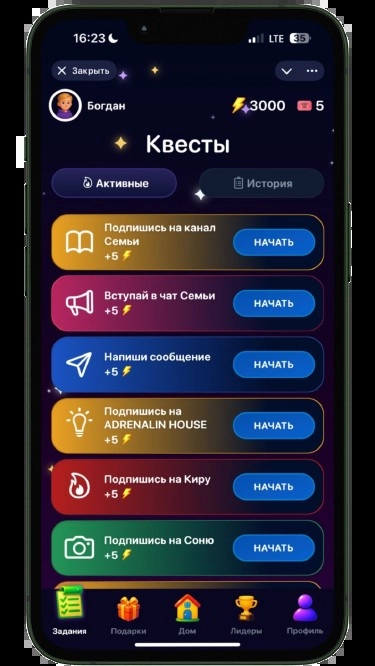 16:23 LTE 35
Закрыть
Богдан 3000 5
Квесты
Активные История
Подпишись на канал
Семьи
+5
НАЧАТЬ
Вступай в чат Семьи
+5
НАЧАТЬ
Напиши сообщение
+5
НАЧАТЬ
Подпишись на
ADRENALIN HOUSE
+5
НАЧАТЬ
Подпишись на Киру
+5
НАЧАТЬ
Подпишись на Соню
+5
НАЧАТЬ
Задания Подарки Дом Лидеры Профиль